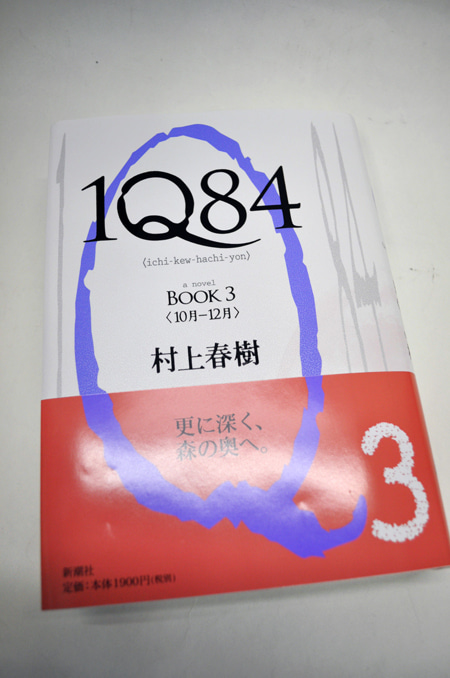 1Q84
〈ichi-kew-hachi-yon〉
a novel
BOOK 3
〈10月−12月〉
村上春樹
更に深く、
森の奥へ。
3
新潮社
定価：本体1900円(税別)